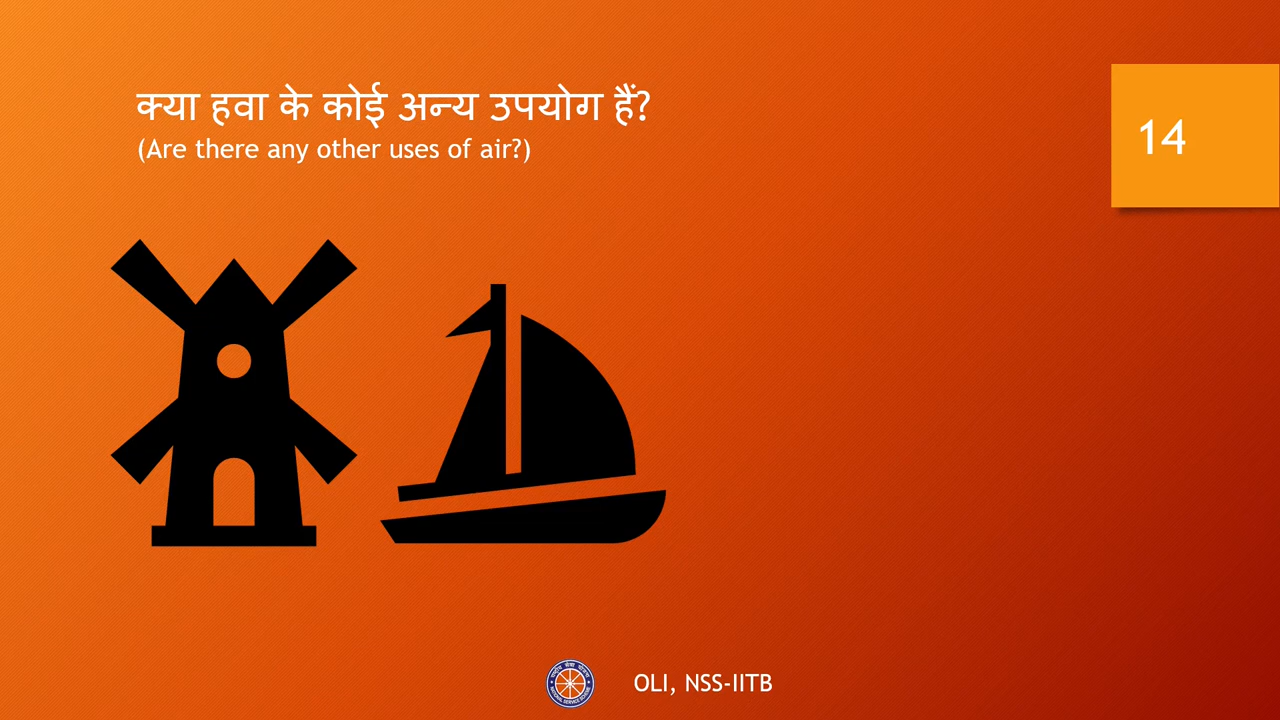 क्या हवा के कोई अन्य उपयोग हैं?
(Are there any other uses of air?)
14
OLI, NSS-IITB